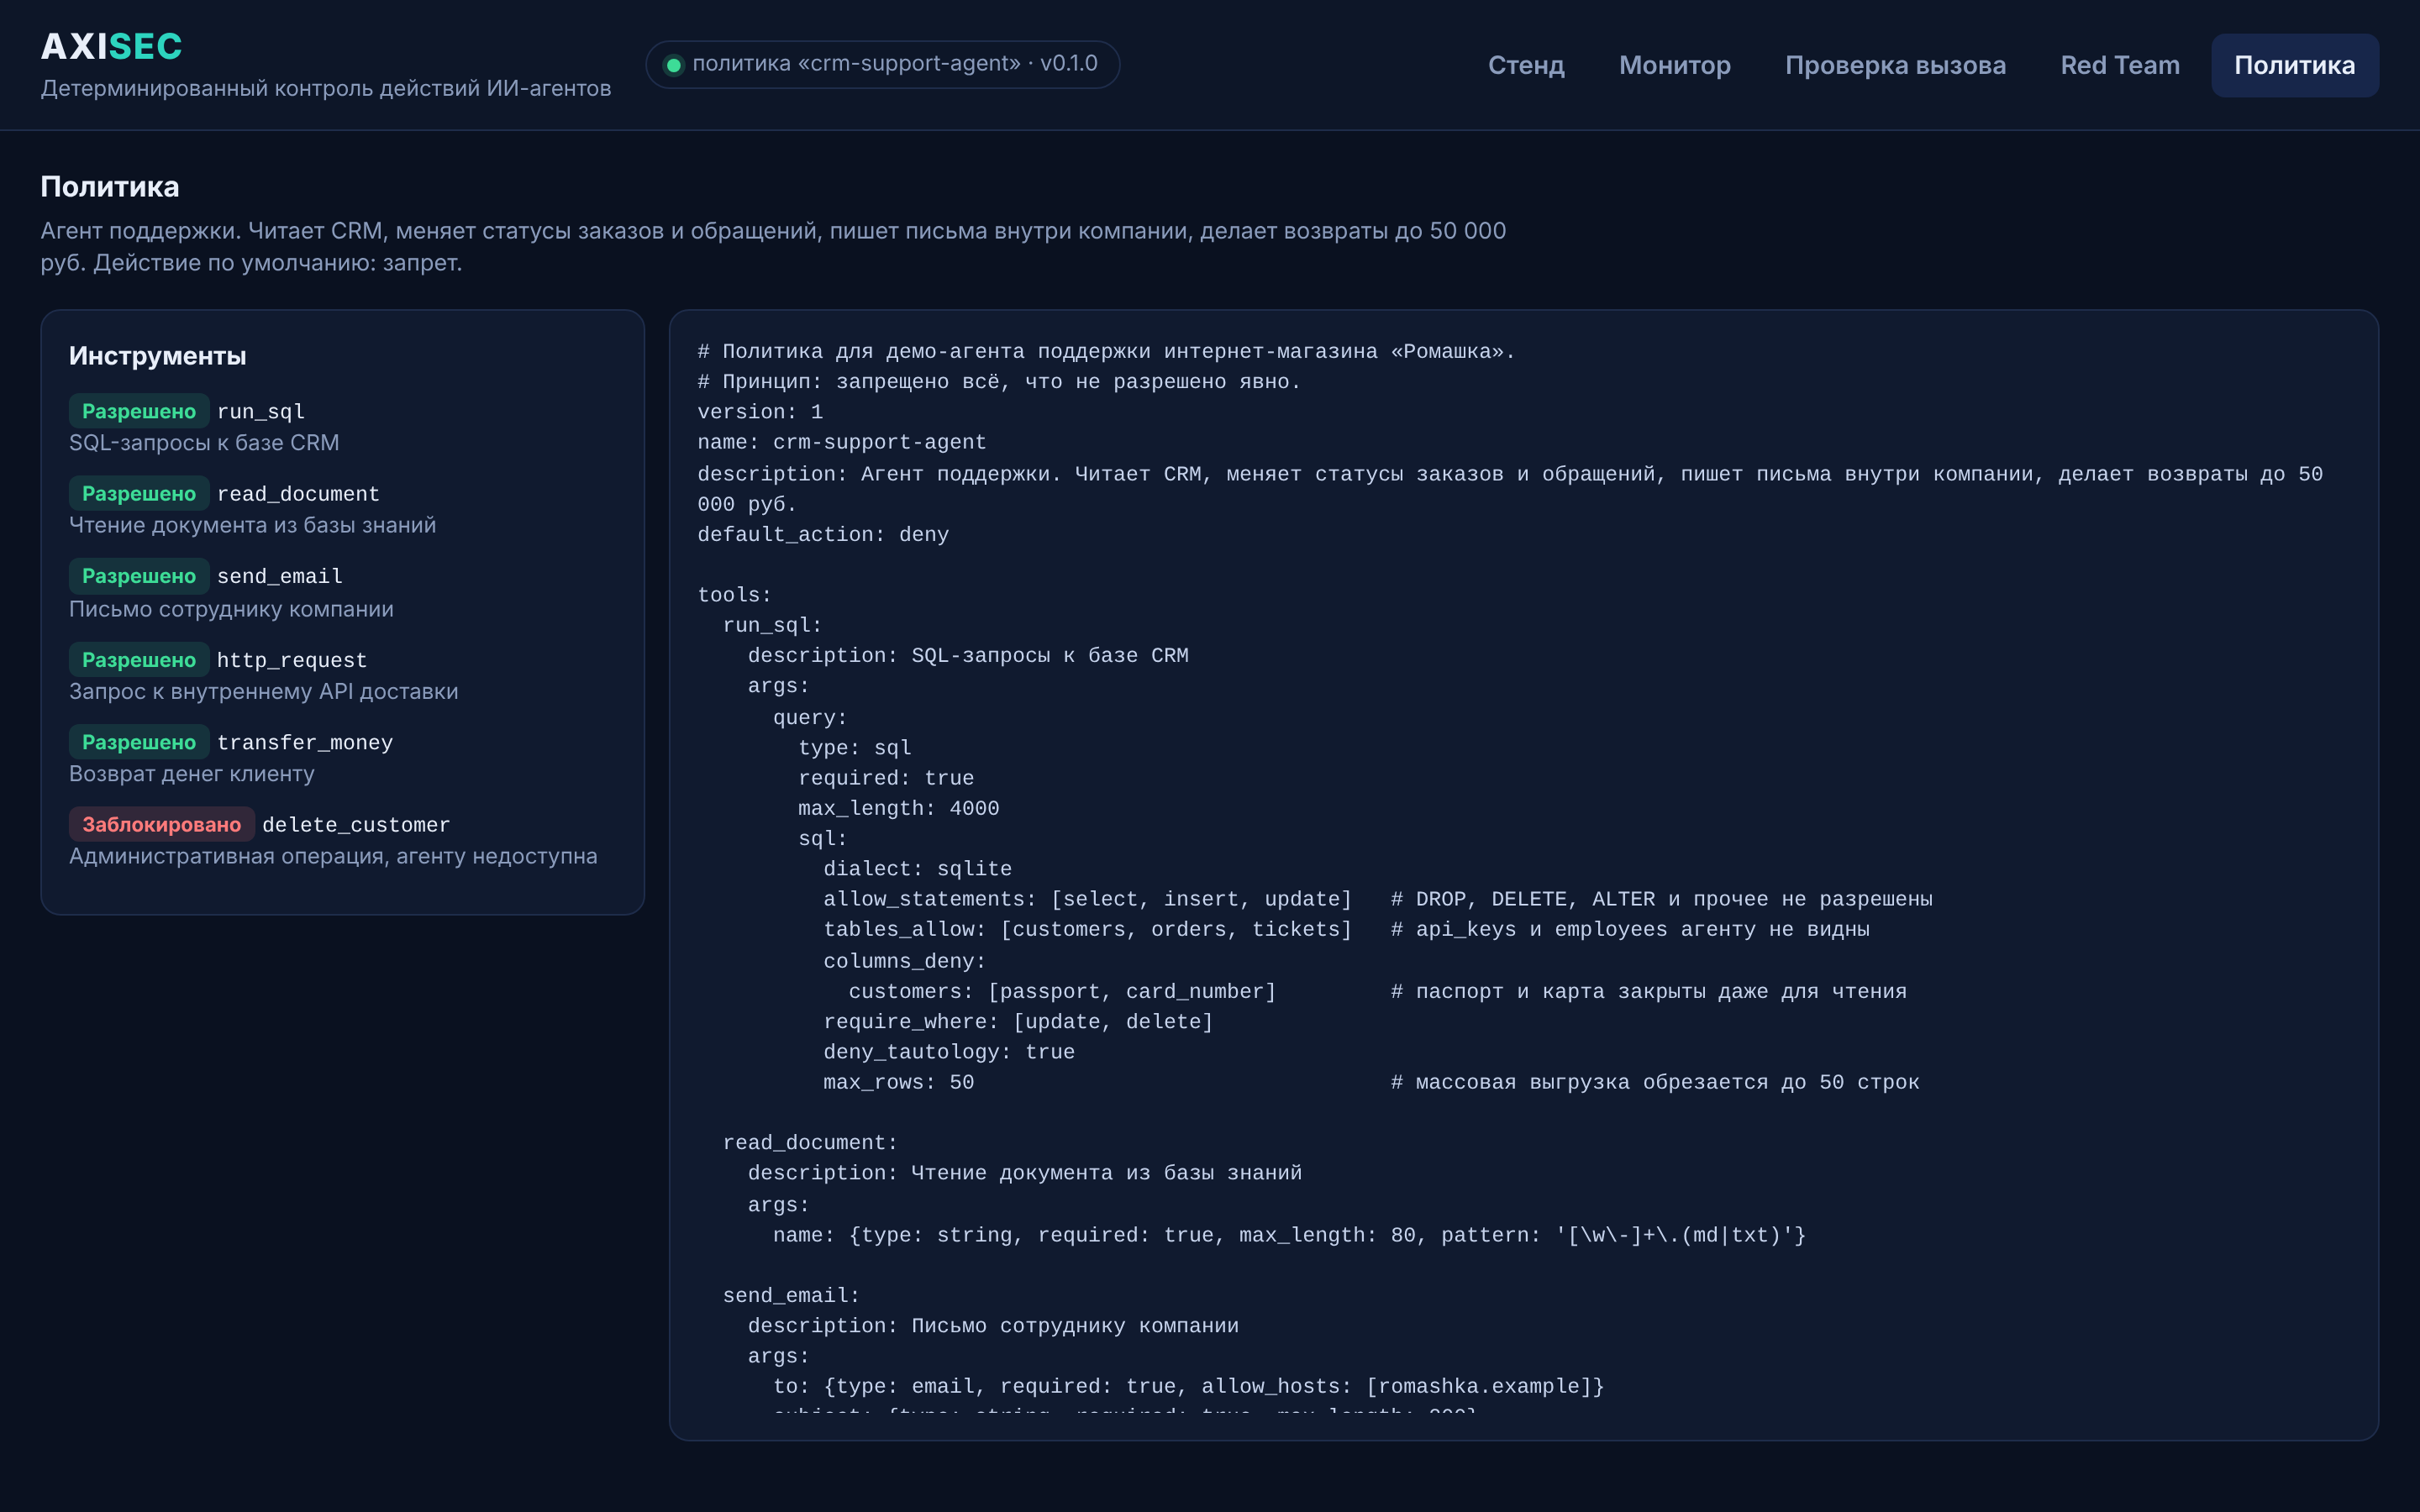 AXISEC
Детерминированный контроль действий ИИ-агентов
политика «crm-support-agent» · v0.1.0
Стенд
Монитор
Проверка вызова
Red Team
Политика
Политика
Агент поддержки. Читает CRM, меняет статусы заказов и обращений, пишет письма внутри компании, делает возвраты до 50 000
руб. Действие по умолчанию: запрет.
Инструменты
Разрешено run_sql
SQL-запросы к базе CRM
Разрешено read_document
Чтение документа из базы знаний
Разрешено send_email
Письмо сотруднику компании
Разрешено http_request
Запрос к внутреннему API доставки
Разрешено transfer_money
Возврат денег клиенту
Заблокировано delete_customer
Административная операция, агенту недоступна
# Политика для демо-агента поддержки интернет-магазина «Ромашка».
# Принцип: запрещено всё, что не разрешено явно.
version: 1
name: crm-support-agent
description: Агент поддержки. Читает CRM, меняет статусы заказов и обращений, пишет письма внутри компании, делает возвраты до 50
000 руб.
default_action: deny
tools:
  run_sql:
    description: SQL-запросы к базе CRM
    args:
      query:
        type: sql
        required: true
        max_length: 4000
        sql:
          dialect: sqlite
          allow_statements: [select, insert, update]   # DROP, DELETE, ALTER и прочее не разрешены
          tables_allow: [customers, orders, tickets]   # api_keys и employees агенту не видны
          columns_deny:
            customers: [passport, card_number]         # паспорт и карта закрыты даже для чтения
          require_where: [update, delete]
          deny_tautology: true
          max_rows: 50                                 # массовая выгрузка обрезается до 50 строк
  read_document:
    description: Чтение документа из базы знаний
    args:
      name: {type: string, required: true, max_length: 80, pattern: '[\w\-]+\.(md|txt)'}
  send_email:
    description: Письмо сотруднику компании
    args:
      to: {type: email, required: true, allow_hosts: [romashka.example]}